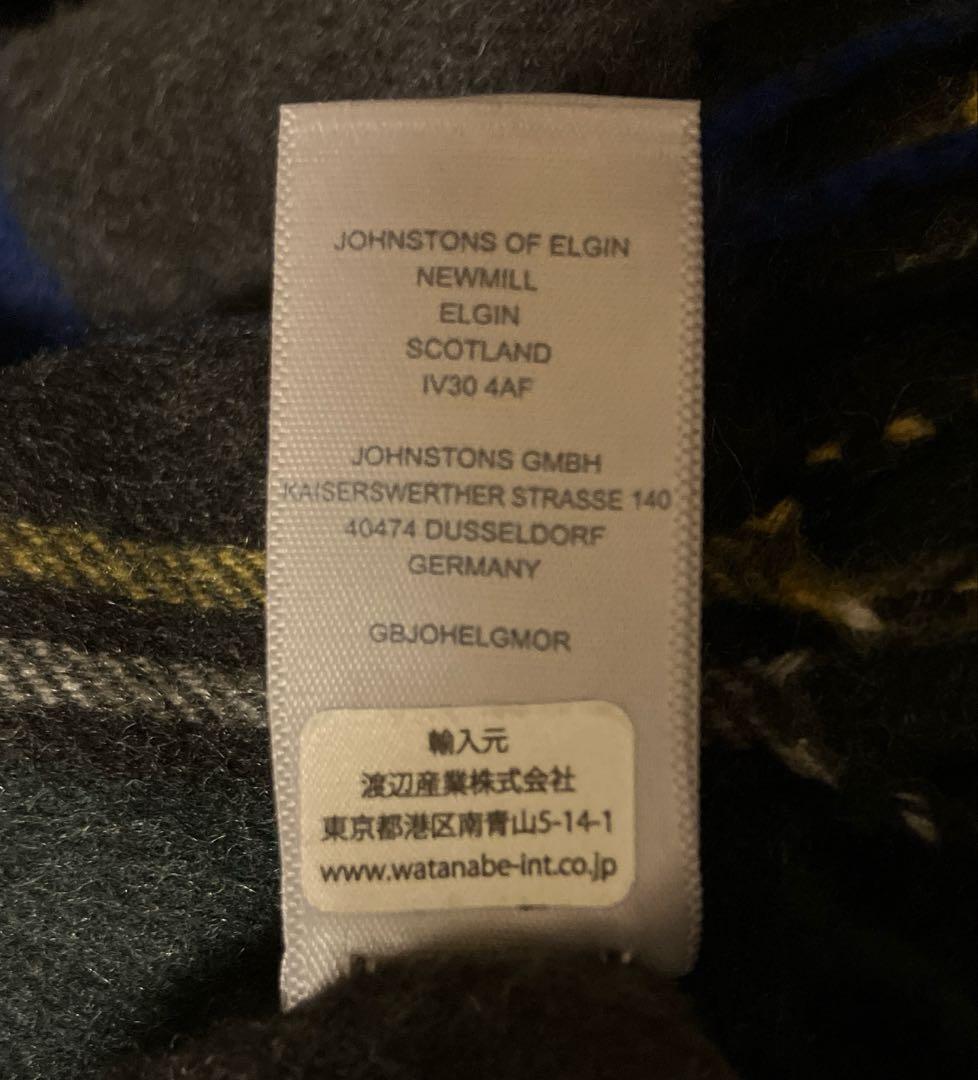 JOHNSTONS OF ELGIN
NEWMILL
ELGIN
SCOTLAND
IV30 4AF
JOHNSTONS GMBH
KAISERSWERTHER STRASSE 140
40474 DUSSELDORF
GERMANY
GBJOHELGMOR
輸入元
渡辺産業株式会社
東京都港区南青山5-14-1
www.watanabe-int.co.jp